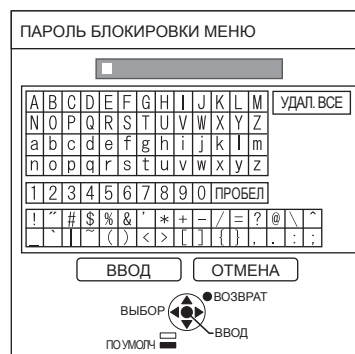 ПАРОЛЬ БЛОКИРОВКИ МЕНЮ
A B C D E F G H I J K L M УДАЛ. ВСЕ
N O P Q R S T U V W X Y Z
a b c d e f g h i j k l m
n o p q r s t u v w x y z
1 2 3 4 5 6 7 8 9 0 ПРОБЕЛ
! " # $ % & ' * + - / = ? @ \ ^
_ ` | ~ ( ) < > [ ] { } , . : ;
ВВОД ОТМЕНА
ВОЗВРАТ
ВЫБОР
ВВОД
ПО УМОЛЧ